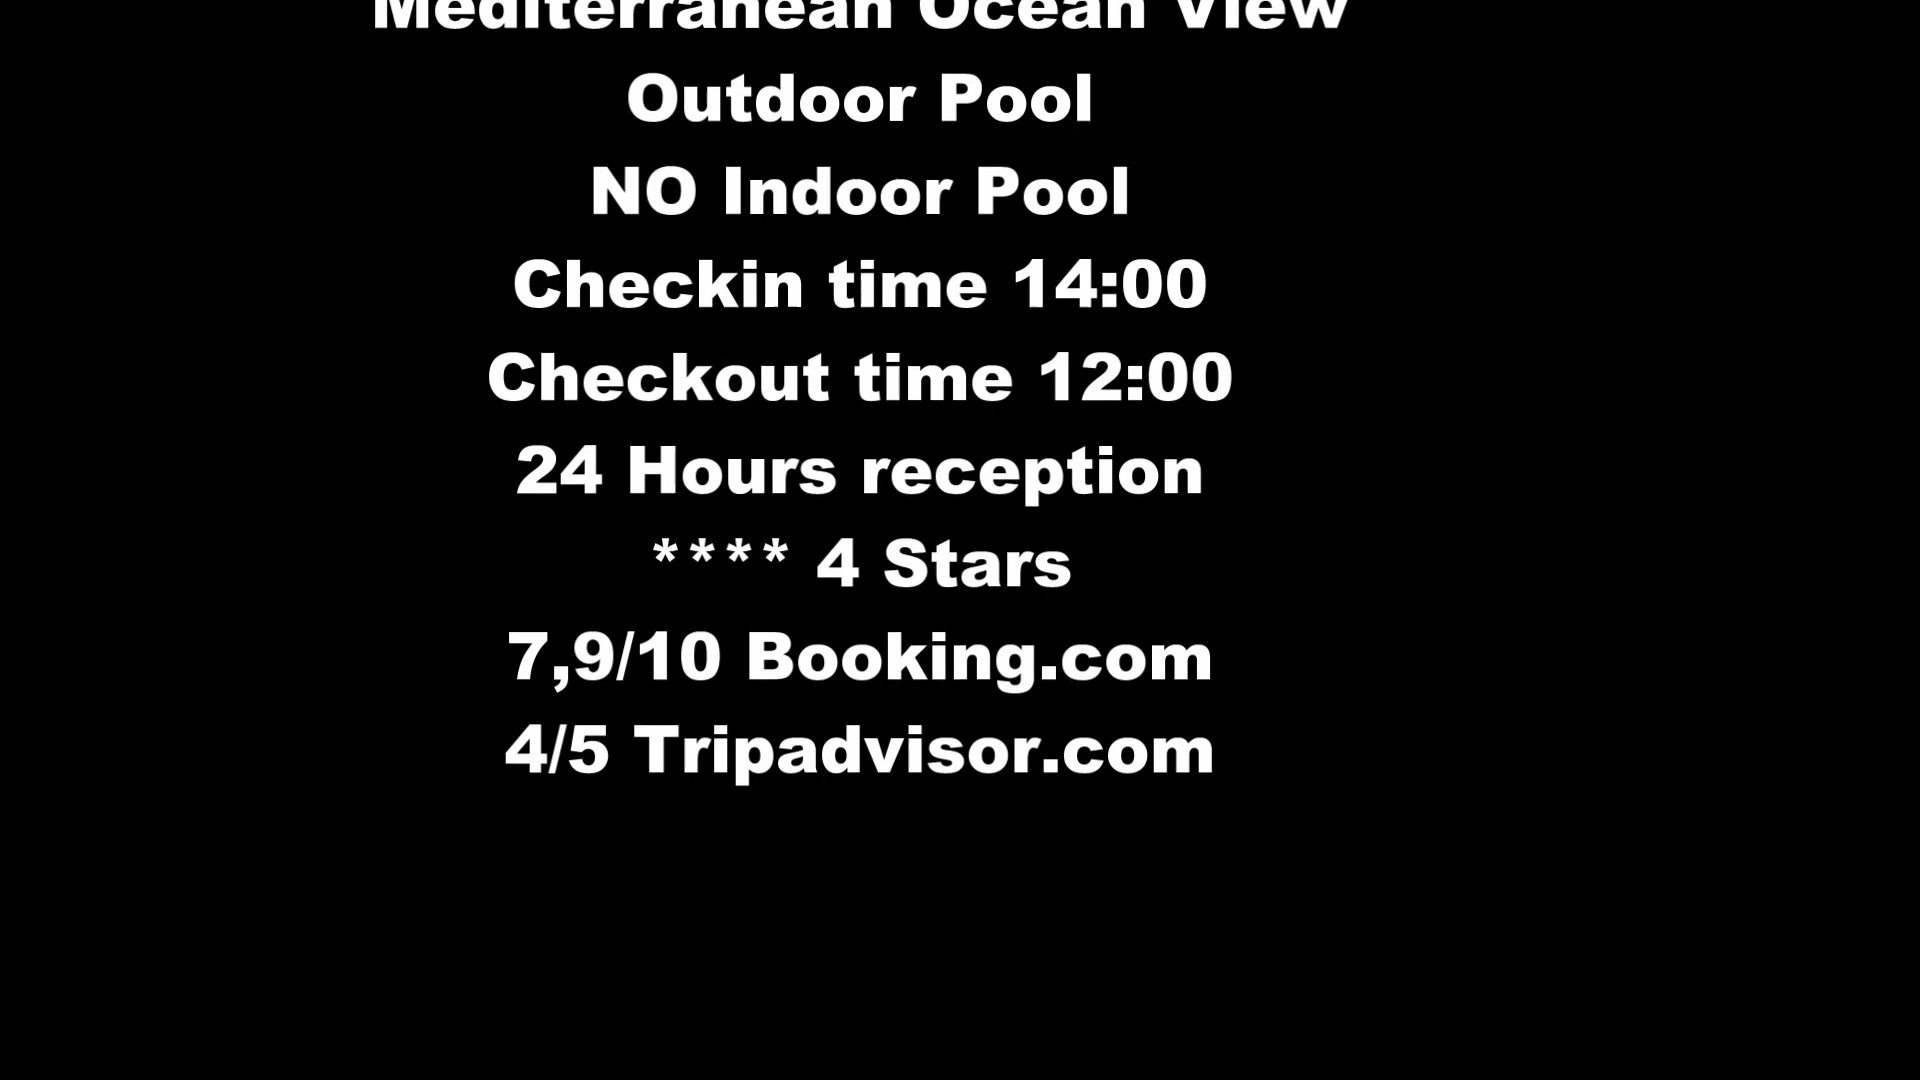 Mediterranean Ocean View
Outdoor Pool
NO Indoor Pool
Checkin time 14:00
Checkout time 12:00
24 Hours reception
**** 4 Stars
7,9/10 Booking.com
4/5 Tripadvisor.com